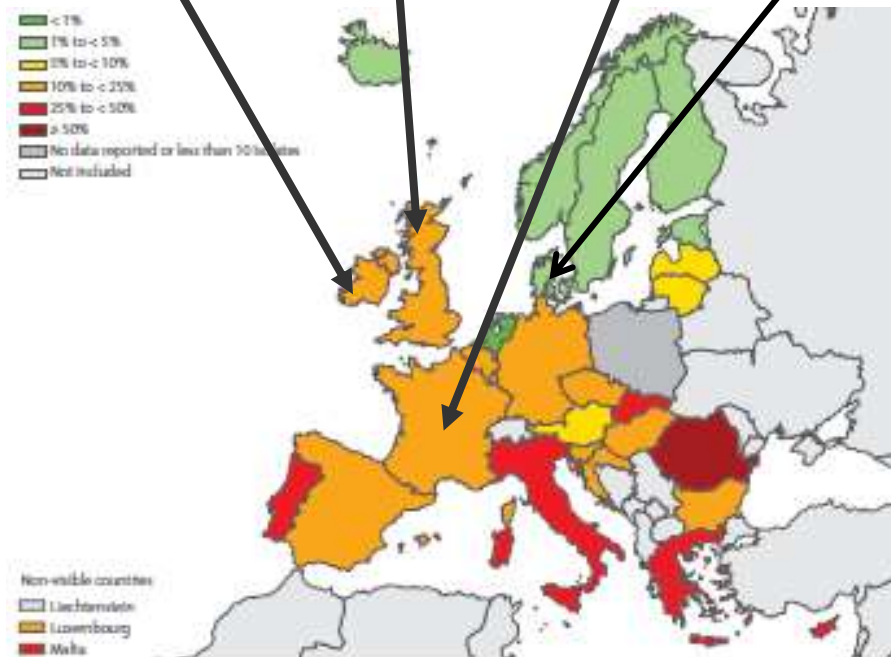 < 1%
1% to < 5%
5% to < 10%
10% to < 25%
25% to < 50%
≥ 50%
No data reported or less than 10 isolates
Not included
Non-visible countries
Liechtenstein
Luxembourg
Malta